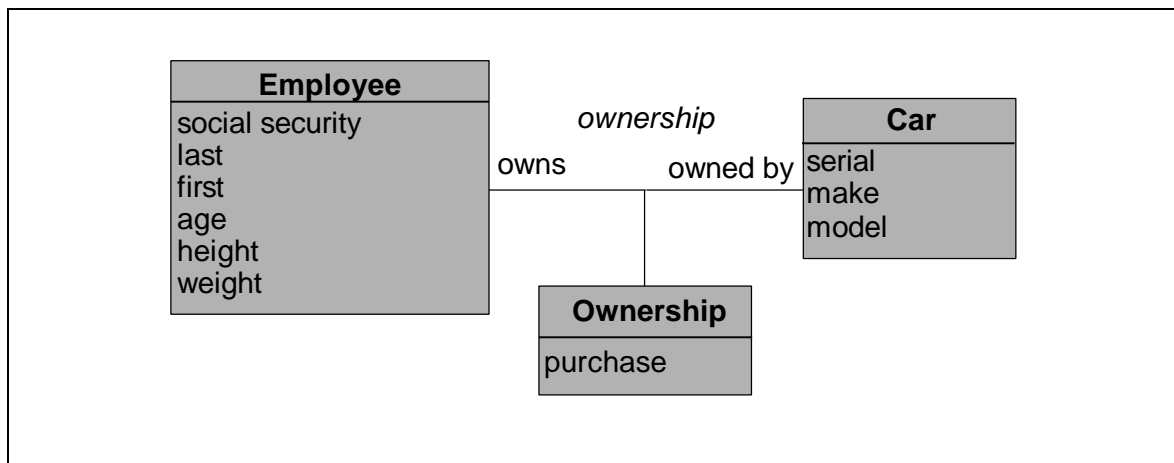 Employee
social security
last
first
age
height
weight
ownership
owns
owned by
Car
serial
make
model
Ownership
purchase